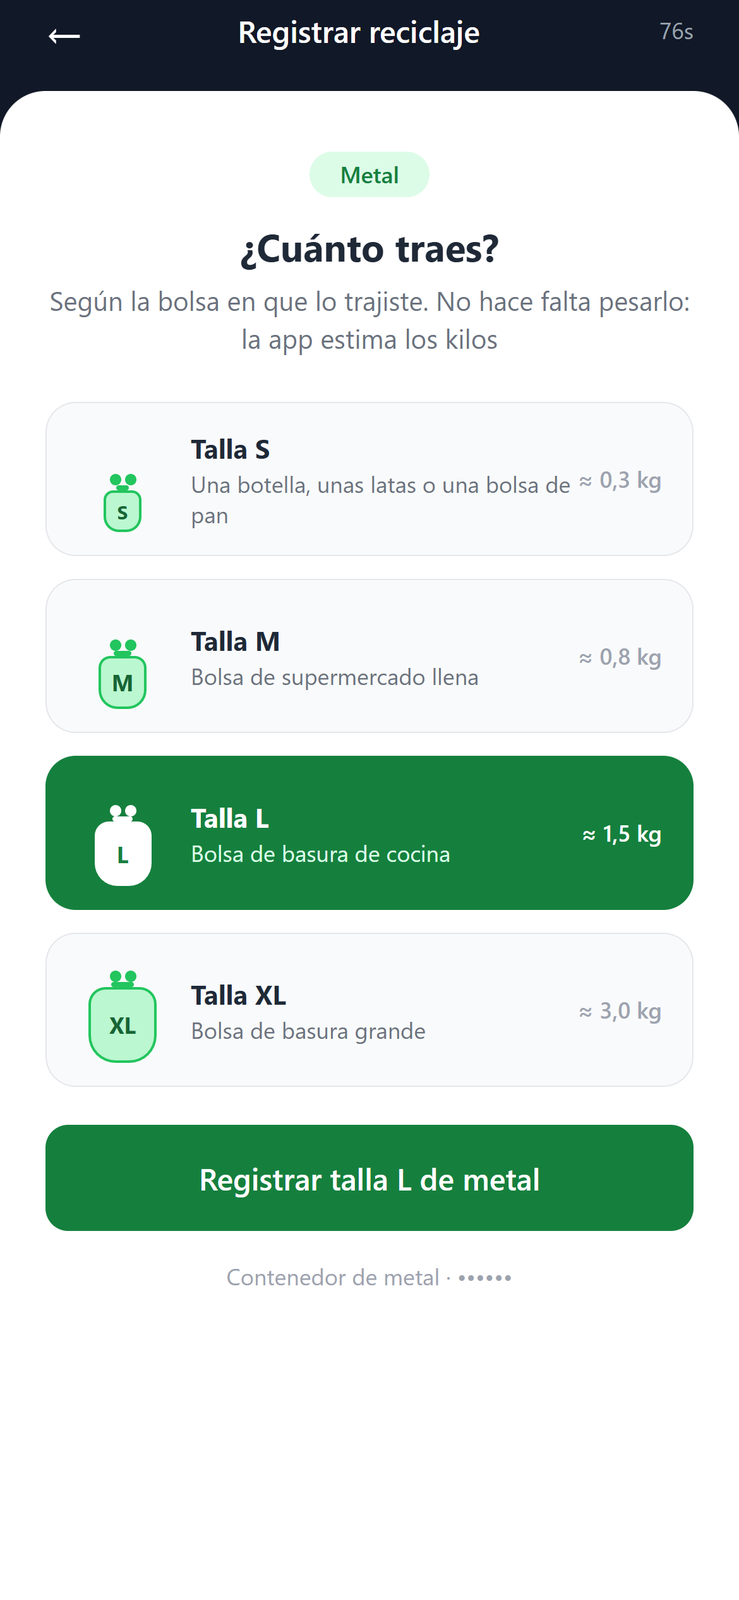 ← Registrar reciclaje 76s
Metal
¿Cuánto traes?
Según la bolsa en que lo trajiste. No hace falta pesarlo:
la app estima los kilos
Talla S
Una botella, unas latas o una bolsa de
pan
≈ 0,3 kg
S
Talla M
Bolsa de supermercado llena
≈ 0,8 kg
M
Talla L
Bolsa de basura de cocina
≈ 1,5 kg
L
Talla XL
Bolsa de basura grande
≈ 3,0 kg
XL
Registrar talla L de metal
Contenedor de metal · ••••••